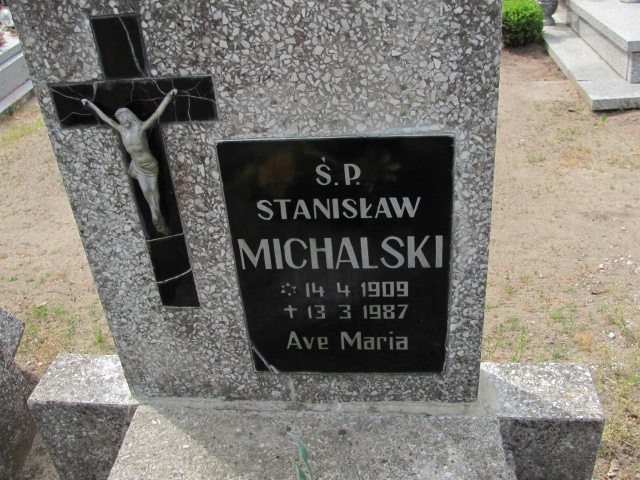 Ś.P.
STANISŁAW
MICHALSKI
* 14 4 1909
+ 13 3 1987
Ave Maria